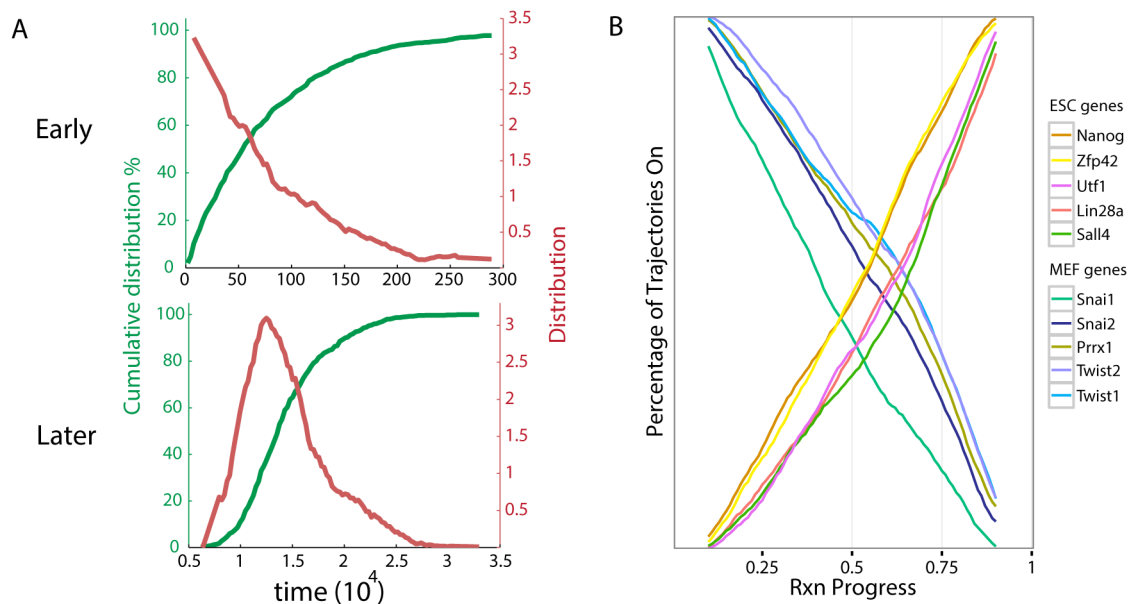 A
Early
Cumulative distribution %
100
80
60
40
20
0
0
50
100
150
200
250
300
3.5
3
2.5
2
1.5
1
0.5
Distribution
Later
100
80
60
40
20
0
0.5
1
1.5
2
2.5
3
3.5
3
2.5
2
1.5
1
0.5
time (10^4)
B
Percentage of Trajectories On
0.25
0.5
0.75
1
Rxn Progress
ESC genes
Nanog
Zfp42
Utf1
Lin28a
Sall4
MEF genes
Snai1
Snai2
Prrx1
Twist2
Twist1